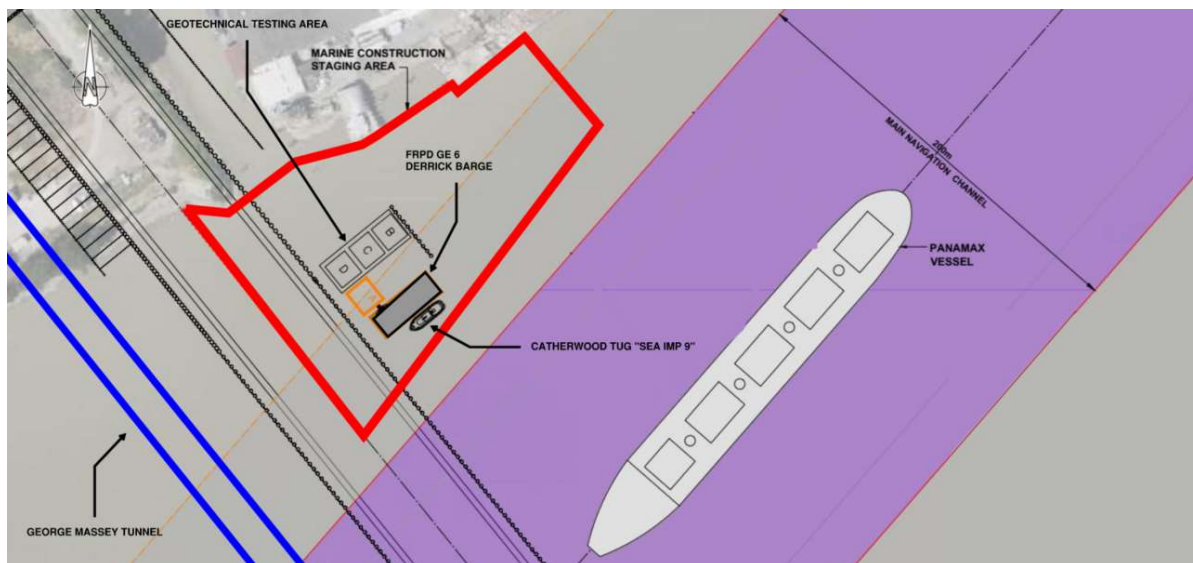 GEOTECHNICAL TESTING AREA
MARINE CONSTRUCTION
STAGING AREA
N
FRPD GE 6
DERRICK BARGE
200m
MAIN NAVIGATION CHANNEL
B
C
D
A
PANAMAX
VESSEL
CATHERWOOD TUG "SEA IMP 9"
GEORGE MASSEY TUNNEL